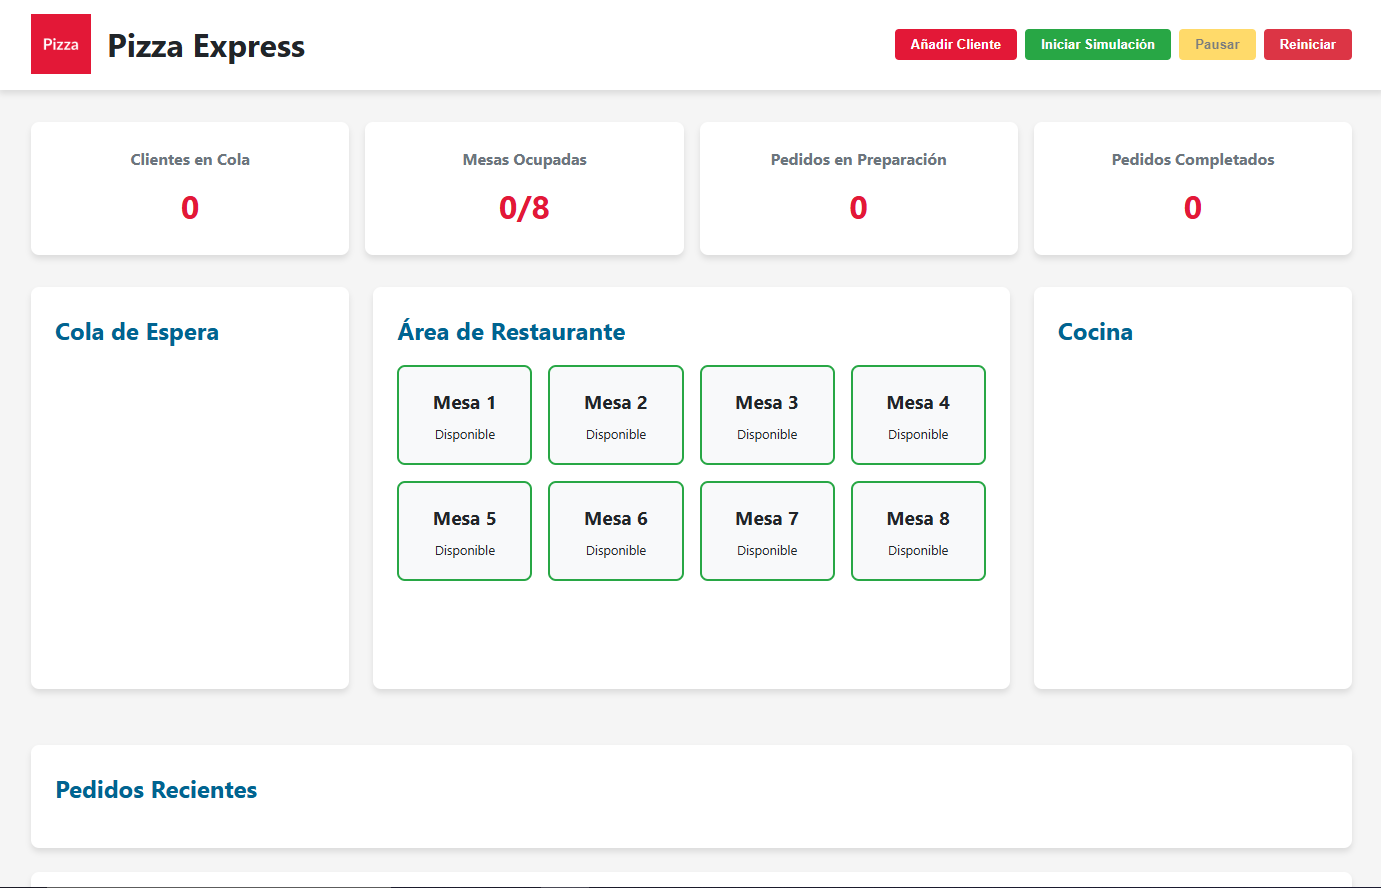 Pizza
Pizza Express
Añadir Cliente
Iniciar Simulación
Pausar
Reiniciar
Clientes en Cola
0
Mesas Ocupadas
0/8
Pedidos en Preparación
0
Pedidos Completados
0
Cola de Espera
Área de Restaurante
Mesa 1
Disponible
Mesa 2
Disponible
Mesa 3
Disponible
Mesa 4
Disponible
Mesa 5
Disponible
Mesa 6
Disponible
Mesa 7
Disponible
Mesa 8
Disponible
Cocina
Pedidos Recientes